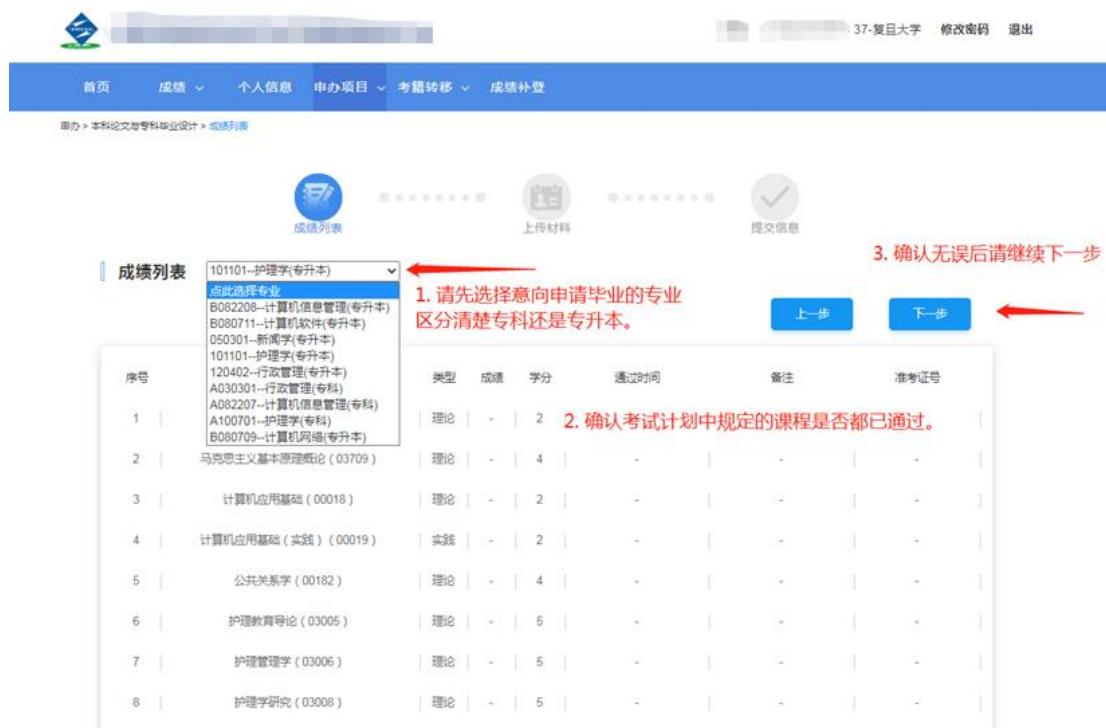 37-复旦大学 修改密码 退出
首页 成绩 个人信息 申办项目 考籍转移 成绩补登
申办 > 本科论文与专科毕业设计 > 成绩列表
成绩列表 上传材料 提交信息
3. 确认无误后请继续下一步
成绩列表 101101--护理学(专升本)
点此选择专业
B082208--计算机信息管理(专升本)
B080711--计算机软件(专升本)
050301--新闻学(专升本)
101101--护理学(专升本)
120402--行政管理(专升本)
A030301--行政管理(专科)
A082207--计算机信息管理(专科)
A100701--护理学(专科)
B080709--计算机网络(专升本)
1. 请先选择意向申请毕业的专业
区分清楚专科还是专升本。
上一步 下一步
序号 类型 成绩 学分 通过时间 备注 准考证号
1 理论 - 2
2. 确认考试计划中规定的课程是否都已通过。
2 马克思主义基本原理概论 ( 03709 ) 理论 - 4 - - -
3 计算机应用基础 ( 00018 ) 理论 - 2 - - -
4 计算机应用基础 ( 实践 ) ( 00019 ) 实践 - 2 - - -
5 公共关系学 ( 00182 ) 理论 - 4 - - -
6 护理教育导论 ( 03005 ) 理论 - 5 - - -
7 护理管理学 ( 03006 ) 理论 - 5 - - -
8 护理学研究 ( 03008 ) 理论 - 5 - - -